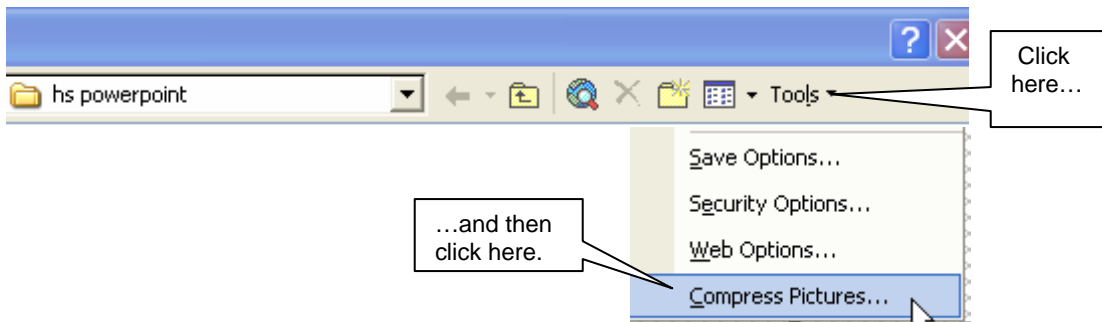 ?
Click
here…
hs powerpoint
Tools
Save Options...
Security Options...
…and then
click here.
Web Options...
Compress Pictures...